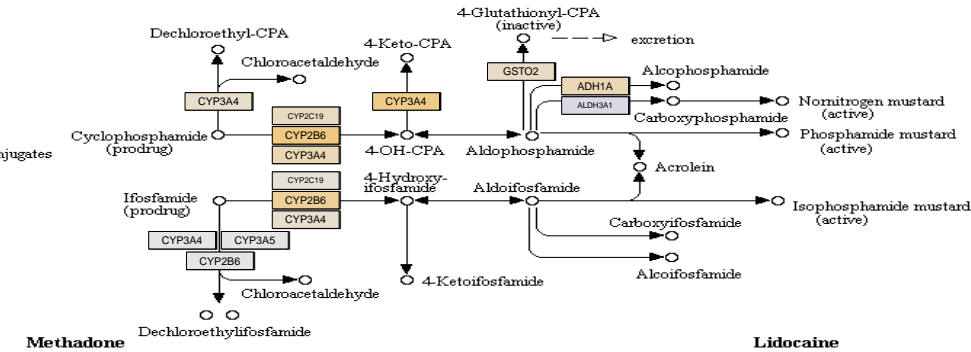 4-Glutathionyl-CPA
(inactive)
excretion
Dechloroethyl-CPA
4-Keto-CPA
Chloroacetaldehyde
GSTO2
Alcophosphamide
ADH1A
CYP3A4
CYP3A4
ALDH3A1
Nornitrogen mustard
(active)
Carboxyphosphamide
CYP2C19
Cyclophosphamide
(prodrug)
CYP2B6
4-OH-CPA
Aldophosphamide
Phosphamide mustard
(active)
CYP3A4
njugates
Acrolein
CYP2C19
4-Hydroxy-
ifosfamide
Aldoifosfamide
Ifosfamide
(prodrug)
CYP2B6
Isophosphamide mustard
(active)
CYP3A4
Carboxyifosfamide
CYP3A4
CYP3A5
CYP2B6
Alcoifosfamide
4-Ketoifosfamide
Chloroacetaldehyde
Dechloroethylifosfamide
Methadone
Lidocaine